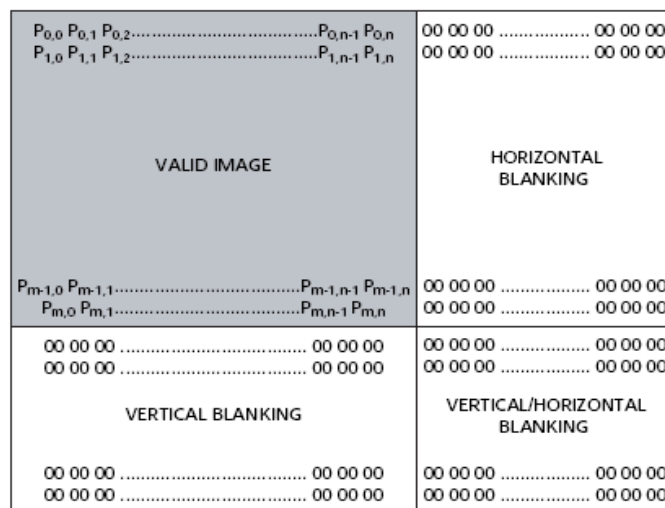 P0,0 P0,1 P0,2.....................................P0,n-1 P0,n
00 00 00 .................. 00 00 00
P1,0 P1,1 P1,2.....................................P1,n-1 P1,n
00 00 00 .................. 00 00 00
VALID IMAGE
HORIZONTAL
BLANKING
Pm-1,0 Pm-1,1.....................................Pm-1,n-1 Pm-1,n
00 00 00 .................. 00 00 00
Pm,0 Pm,1.....................................Pm,n-1 Pm,n
00 00 00 .................. 00 00 00
00 00 00 ..................................... 00 00 00
00 00 00 ..................................... 00 00 00
VERTICAL BLANKING
00 00 00 ..................................... 00 00 00
00 00 00 ..................................... 00 00 00
00 00 00 .................. 00 00 00
00 00 00 .................. 00 00 00
VERTICAL/HORIZONTAL
BLANKING
00 00 00 .................. 00 00 00
00 00 00 .................. 00 00 00